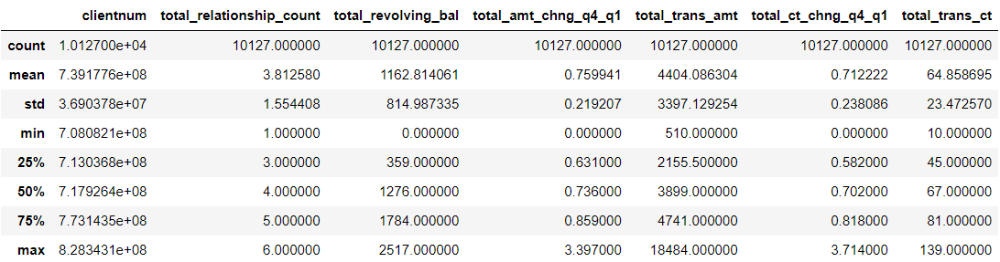 clientnum total_relationship_count total_revolving_bal total_amt_chng_q4_q1 total_trans_amt total_ct_chng_q4_q1 total_trans_ct
count 1.012700e+04 10127.000000 10127.000000 10127.000000 10127.000000 10127.000000 10127.000000
mean 7.391776e+08 3.812580 1162.814061 0.759941 4404.086304 0.712222 64.858695
std 3.690378e+07 1.554408 814.987335 0.219207 3397.129254 0.238086 23.472570
min 7.080821e+08 1.000000 0.000000 0.000000 510.000000 0.000000 10.000000
25% 7.130368e+08 3.000000 359.000000 0.631000 2155.500000 0.582000 45.000000
50% 7.179264e+08 4.000000 1276.000000 0.736000 3899.000000 0.702000 67.000000
75% 7.731435e+08 5.000000 1784.000000 0.859000 4741.000000 0.818000 81.000000
max 8.283431e+08 6.000000 2517.000000 3.397000 18484.000000 3.714000 139.000000